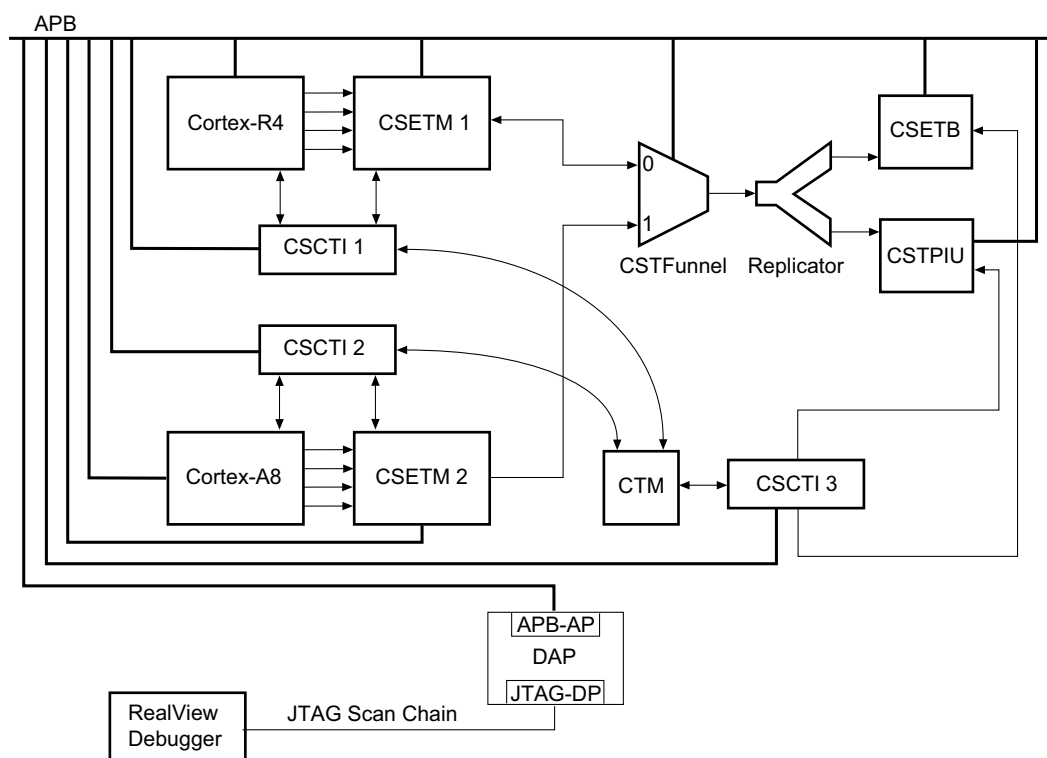 APB
Cortex-R4
CSETM 1
CSETB
0
1
CSTFunnel
Replicator
CSTPIU
CSCTI 1
CSCTI 2
Cortex-A8
CSETM 2
CTM
CSCTI 3
APB-AP
DAP
JTAG-DP
RealView
Debugger
JTAG Scan Chain